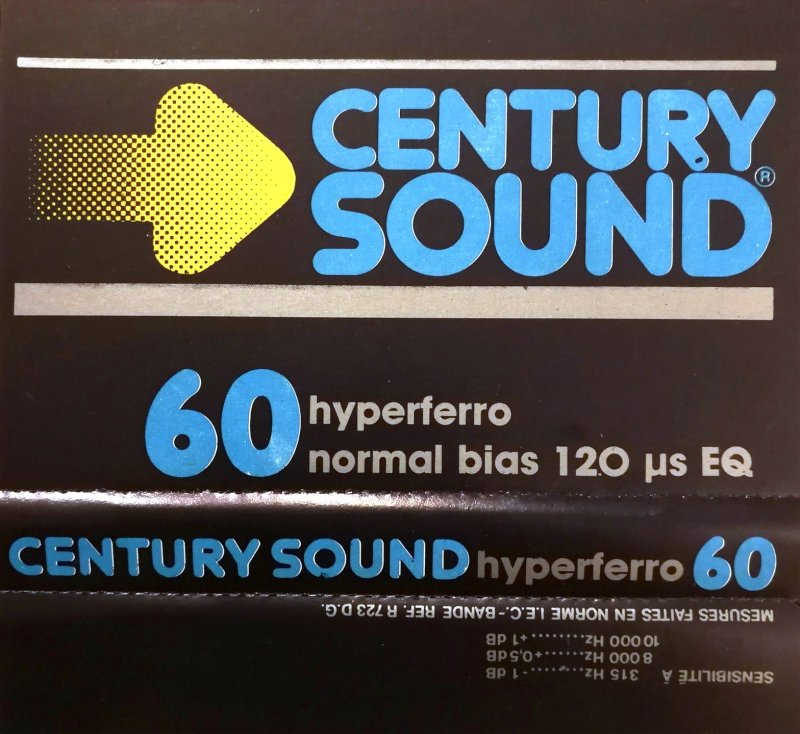 CENTURY
SOUND®
60 hyperferro
normal bias 120 µs EQ
CENTURY SOUND hyperferro 60
SENSIBILITÉ À 315 Hz.........-1 dB
8 000 Hz.......+0,5 dB
10 000 Hz.........+1 dB
MESURES FAITES EN NORME I.E.C.-BANDE REF. R 723 D.G.